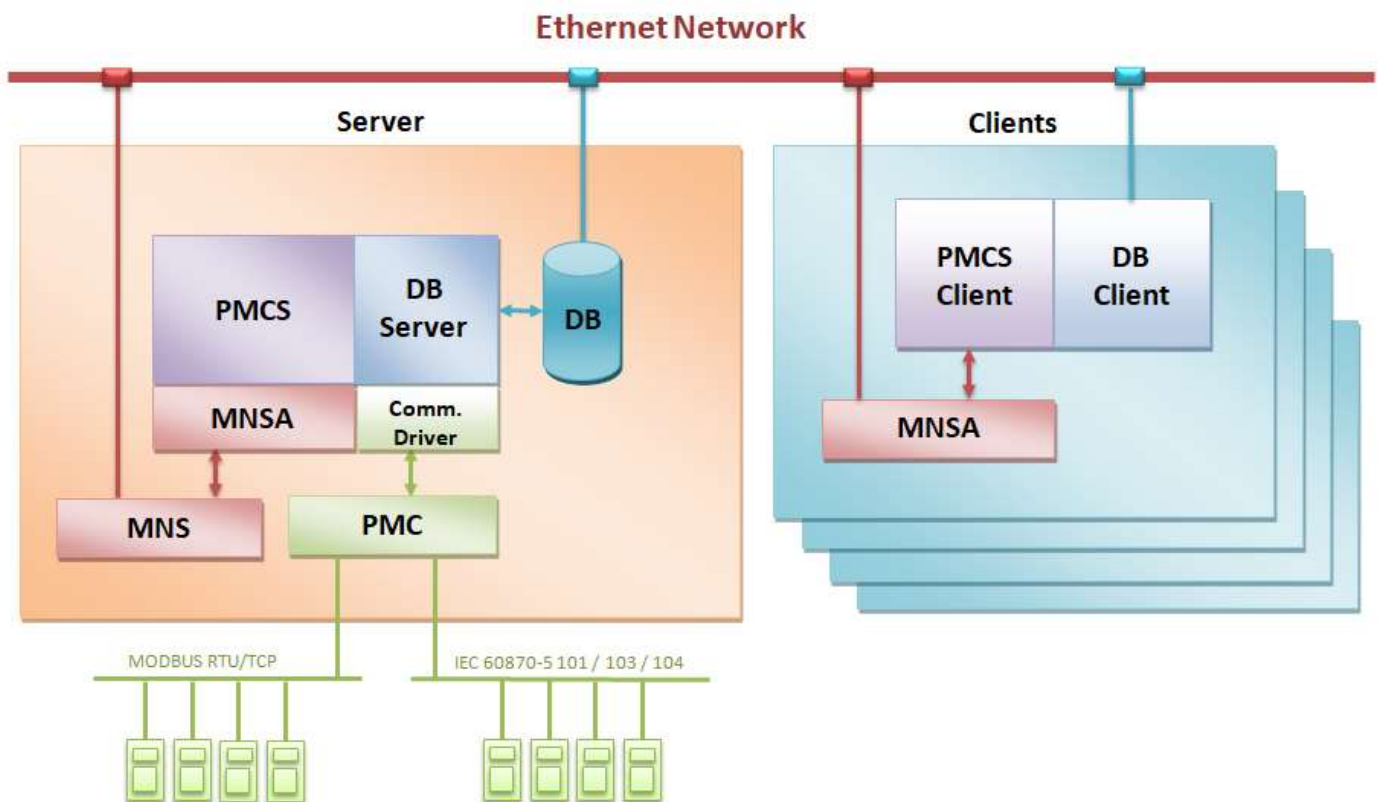 Ethernet Network
Server
Clients
PMCS
DB
Server
DB
PMCS
Client
DB
Client
MNSA
Comm.
Driver
MNSA
MNS
PMC
MODBUS RTU/TCP
IEC 60870-5 101 / 103 / 104